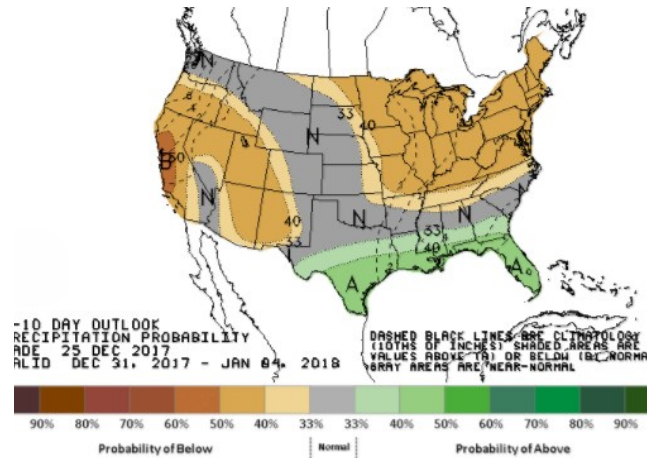 N
33
40
N
B
50
N
N
N
N
40
33
33
40
A
A
-10 DAY OUTLOOK
RECIPITATION PROBABILITY
ADE 25 DEC 2017
ALID DEC 31, 2017 - JAN 04, 2018
DASHED BLACK LINES ARE CLIMATOLOGY
(10THS OF INCHES) SHADED AREAS ARE
VALUES ABOVE (A) OR BELOW (B) NORMA
GRAY AREAS ARE NEAR-NORMAL
90% 80% 70% 60% 50% 40% 33% 33% 40% 50% 60% 70% 80% 90%
Probability of Below Normal Probability of Above